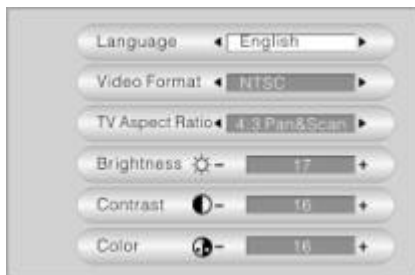 Language English
Video Format NTSC
TV Aspect Ratio 4:3 Pan&Scan
Brightness - 17 +
Contrast - 16 +
Color - 16 +